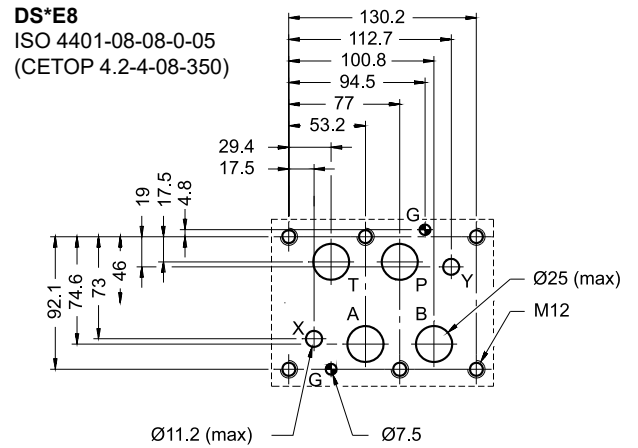 DS*E8
ISO 4401-08-08-0-05
(CETOP 4.2-4-08-350)
130.2
112.7
100.8
94.5
77
53.2
29.4
17.5
19
17.5
4.8
92.1
74.6
73
46
G
T
P
Y
Ø25 (max)
M12
X
A
B
G
Ø11.2 (max)
Ø7.5